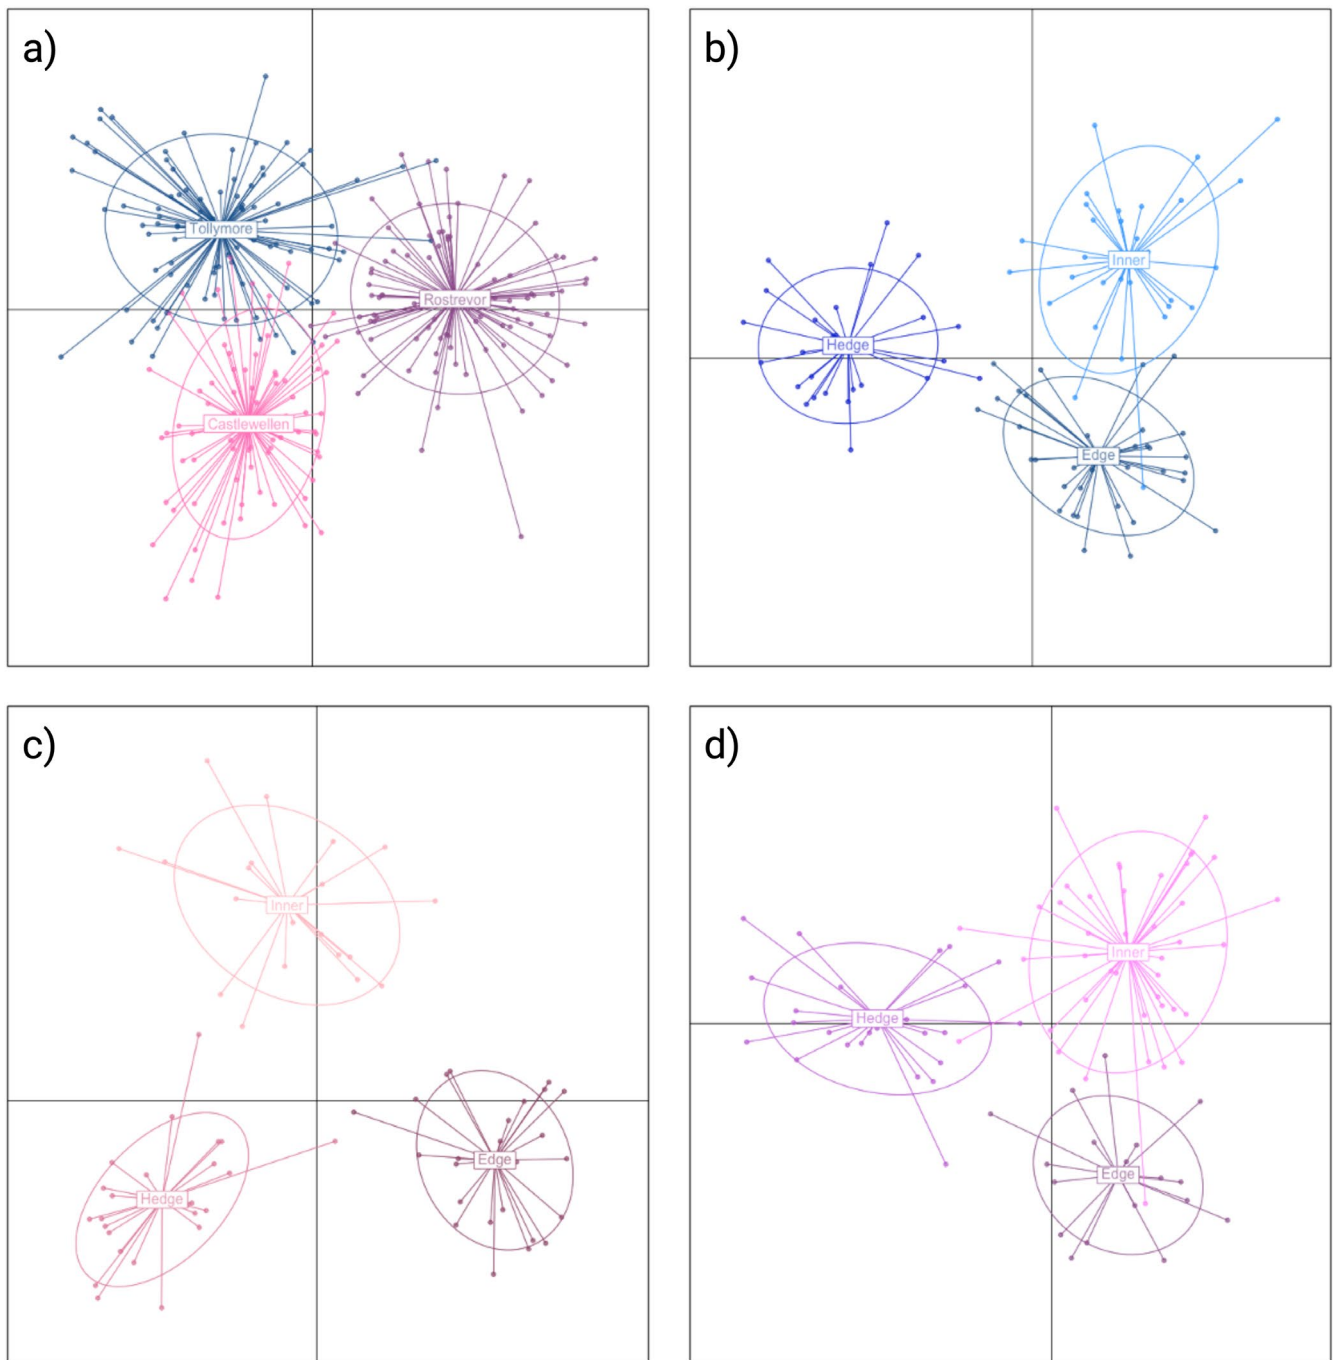 a)
Tollymore
Rostrevor
Castlewellen
b)
Inner
Hedge
Edge
c)
Inner
Edge
Hedge
d)
Inner
Hedge
Edge